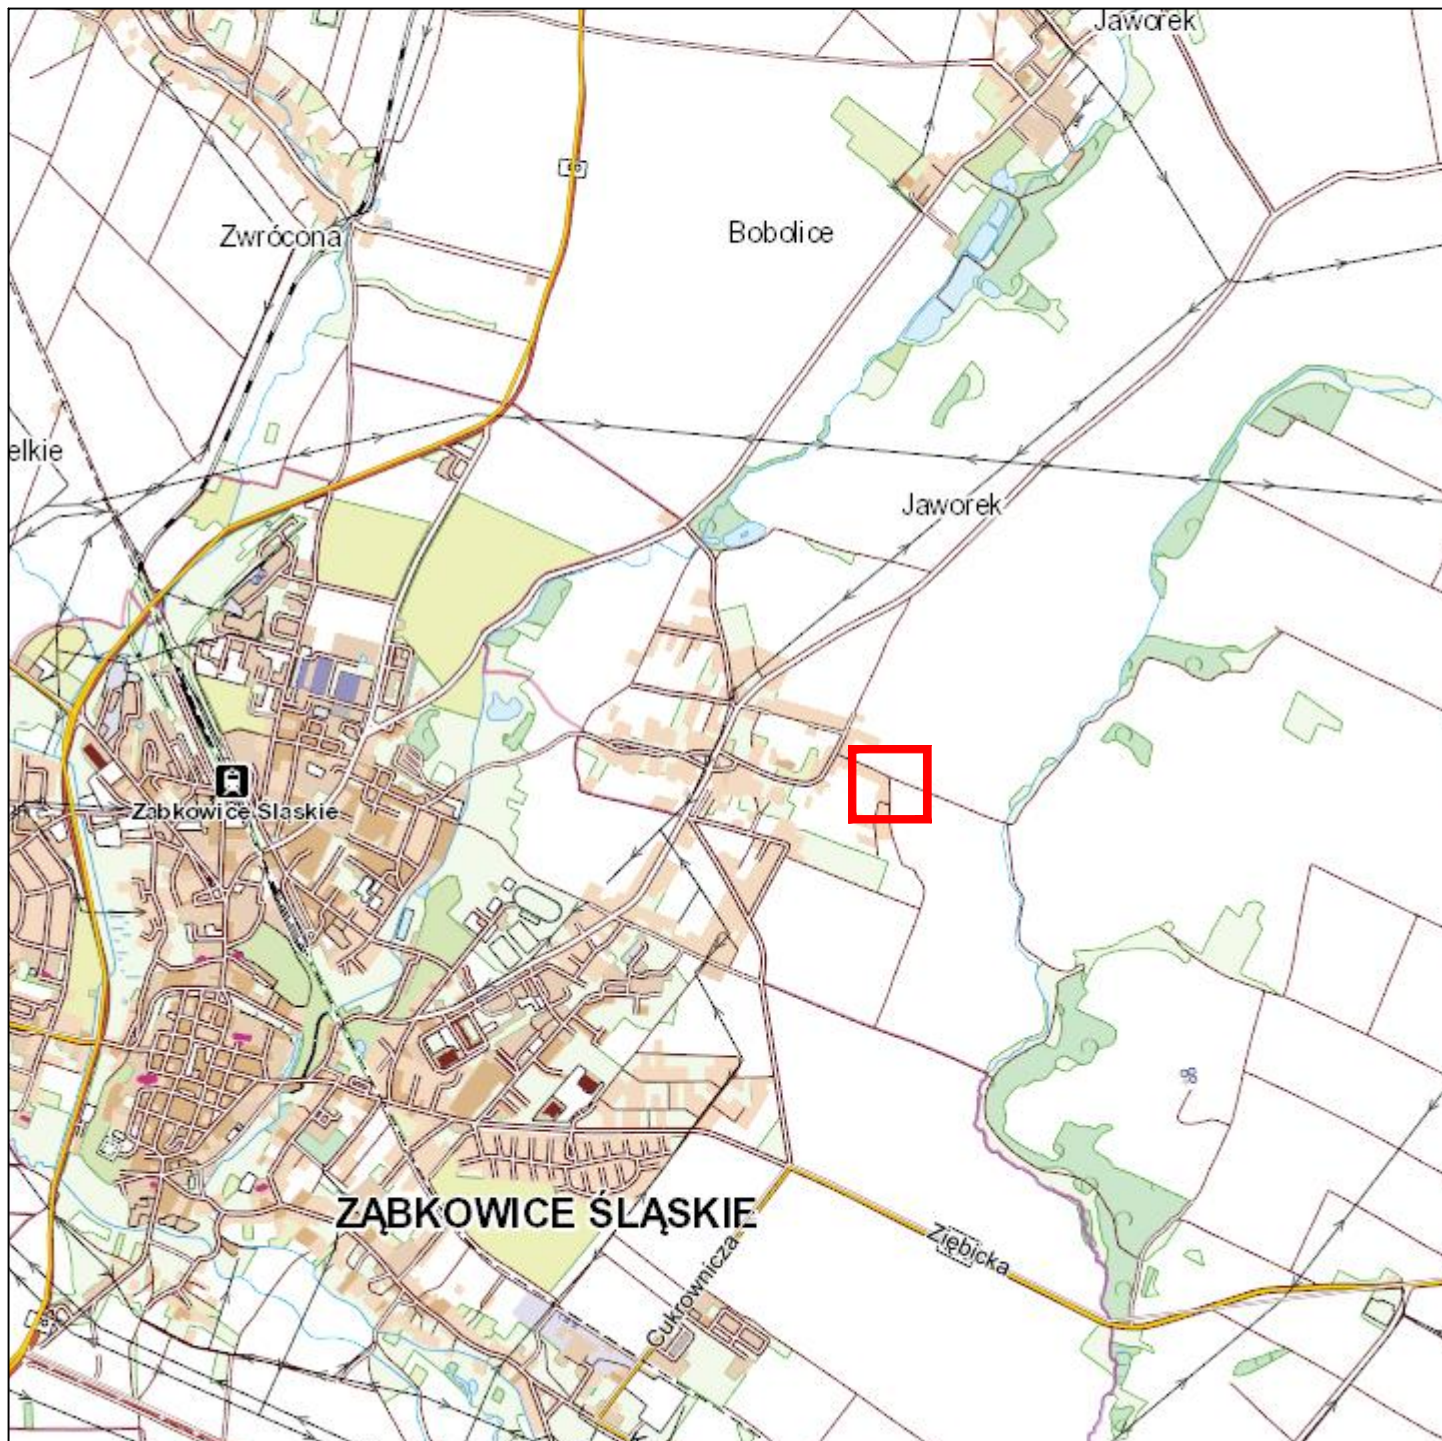 Jaworek
Zwrócona
Bobolice
elkie
Jaworek
Ząbkowice Śląskie
ZĄBKOWICE ŚLĄSKIE
Ziębicka
Cukrownicza